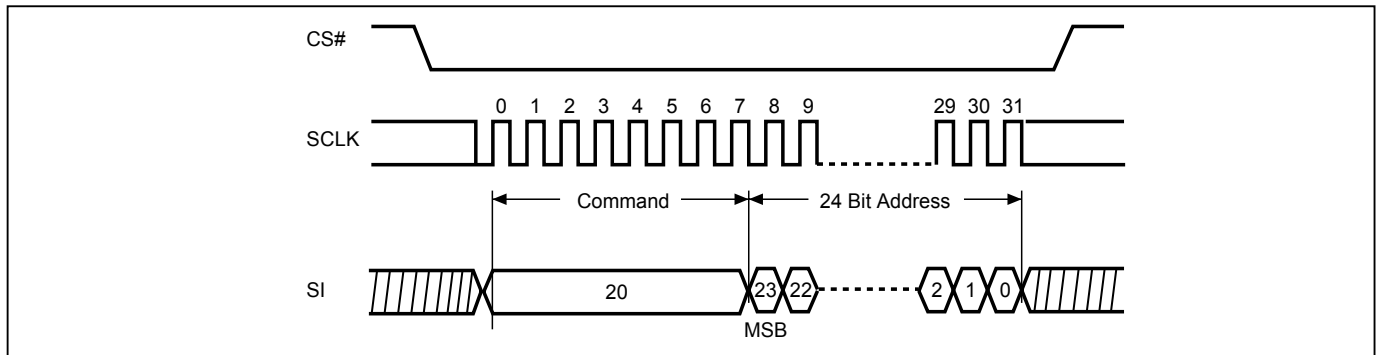 CS#
0 1 2 3 4 5 6 7 8 9 29 30 31
SCLK
Command 24 Bit Address
SI 20 23 22 2 1 0
MSB